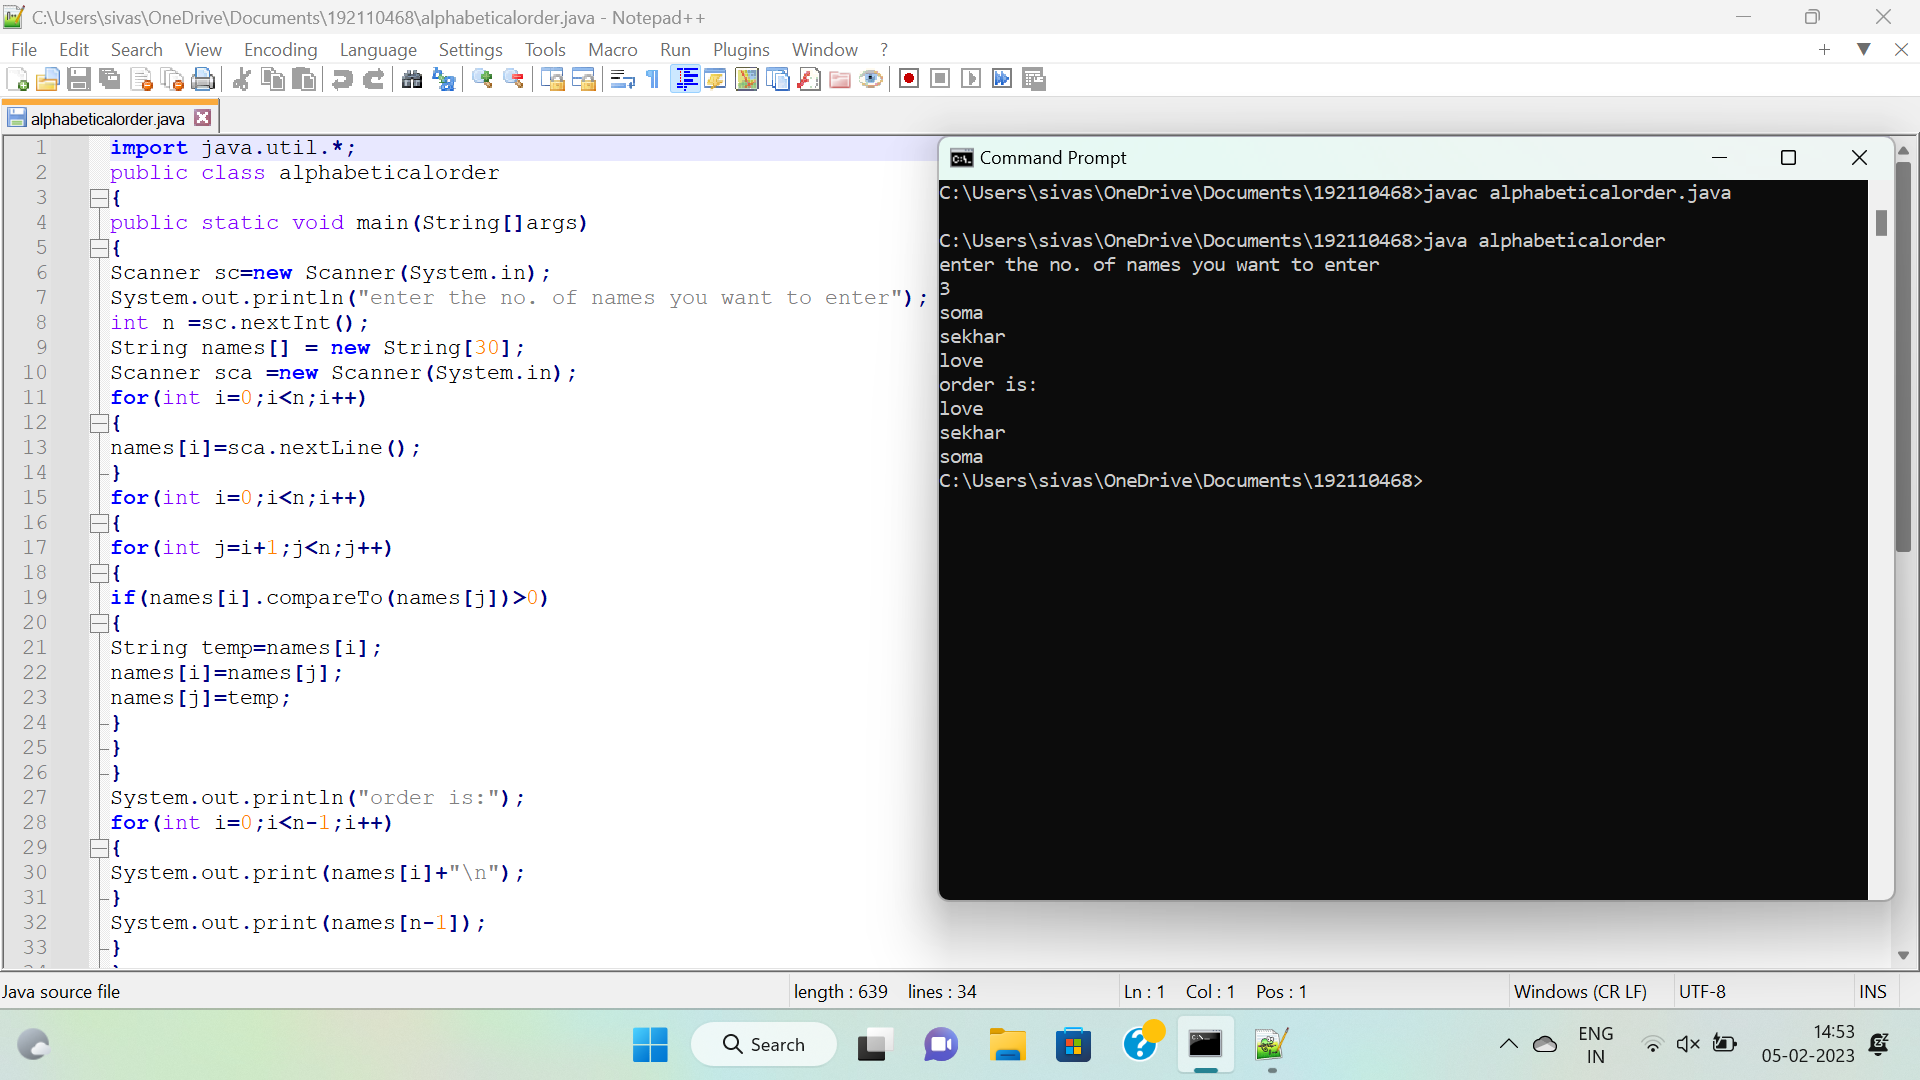 C:\Users\sivas\OneDrive\Documents\192110468\alphabeticalorder.java - Notepad++
File Edit Search View Encoding Language Settings Tools Macro Run Plugins Window ?
alphabeticalorder.java
1 import java.util.*;
2 public class alphabeticalorder
3 {
4 public static void main(String[]args)
5 {
6 Scanner sc=new Scanner(System.in);
7 System.out.println("enter the no. of names you want to enter");
8 int n =sc.nextInt();
9 String names[] = new String[30];
10 Scanner sca =new Scanner(System.in);
11 for(int i=0;i<n;i++)
12 {
13 names[i]=sca.nextLine();
14 }
15 for(int i=0;i<n;i++)
16 {
17 for(int j=i+1;j<n;j++)
18 {
19 if(names[i].compareTo(names[j])>0)
20 {
21 String temp=names[i];
22 names[i]=names[j];
23 names[j]=temp;
24 }
25 }
26 }
27 System.out.println("order is:");
28 for(int i=0;i<n-1;i++)
29 {
30 System.out.print(names[i]+"\n");
31 }
32 System.out.print(names[n-1]);
33 }
Command Prompt
C:\Users\sivas\OneDrive\Documents\192110468>javac alphabeticalorder.java
C:\Users\sivas\OneDrive\Documents\192110468>java alphabeticalorder
enter the no. of names you want to enter
3
soma
sekhar
love
order is:
love
sekhar
soma
C:\Users\sivas\OneDrive\Documents\192110468>
Java source file length : 639 lines : 34 Ln : 1 Col : 1 Pos : 1 Windows (CR LF) UTF-8 INS
Search
ENG
IN
14:53
05-02-2023